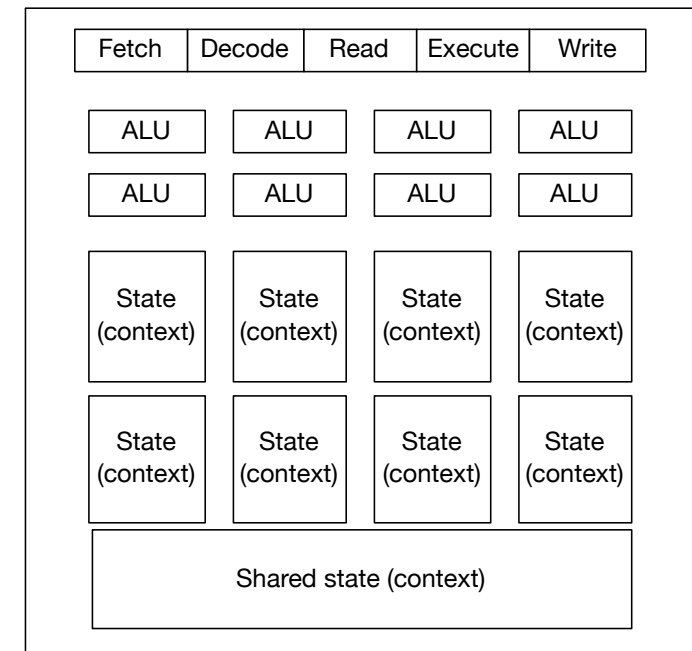 Fetch Decode Read Execute Write
ALU ALU ALU ALU
ALU ALU ALU ALU
State State State State
(context) (context) (context) (context)
State State State State
(context) (context) (context) (context)
Shared state (context)